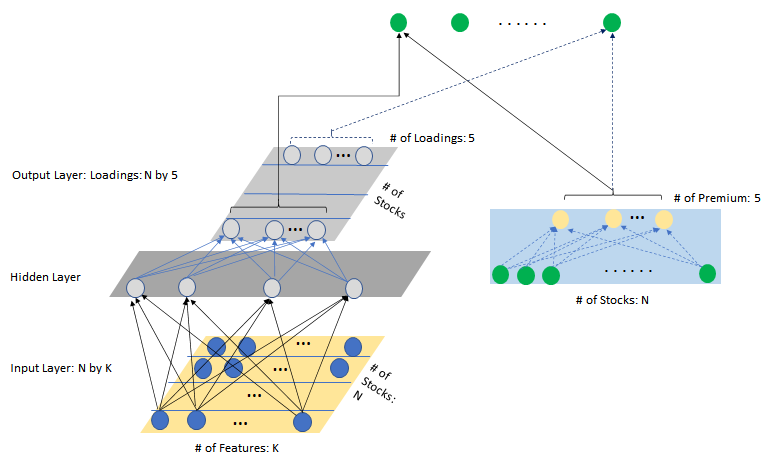 # of Loadings: 5
Output Layer: Loadings: N by 5
# of
Stocks
# of Premium: 5
Hidden Layer
# of Stocks: N
Input Layer: N by K
# of
Stocks:
N
# of Features: K